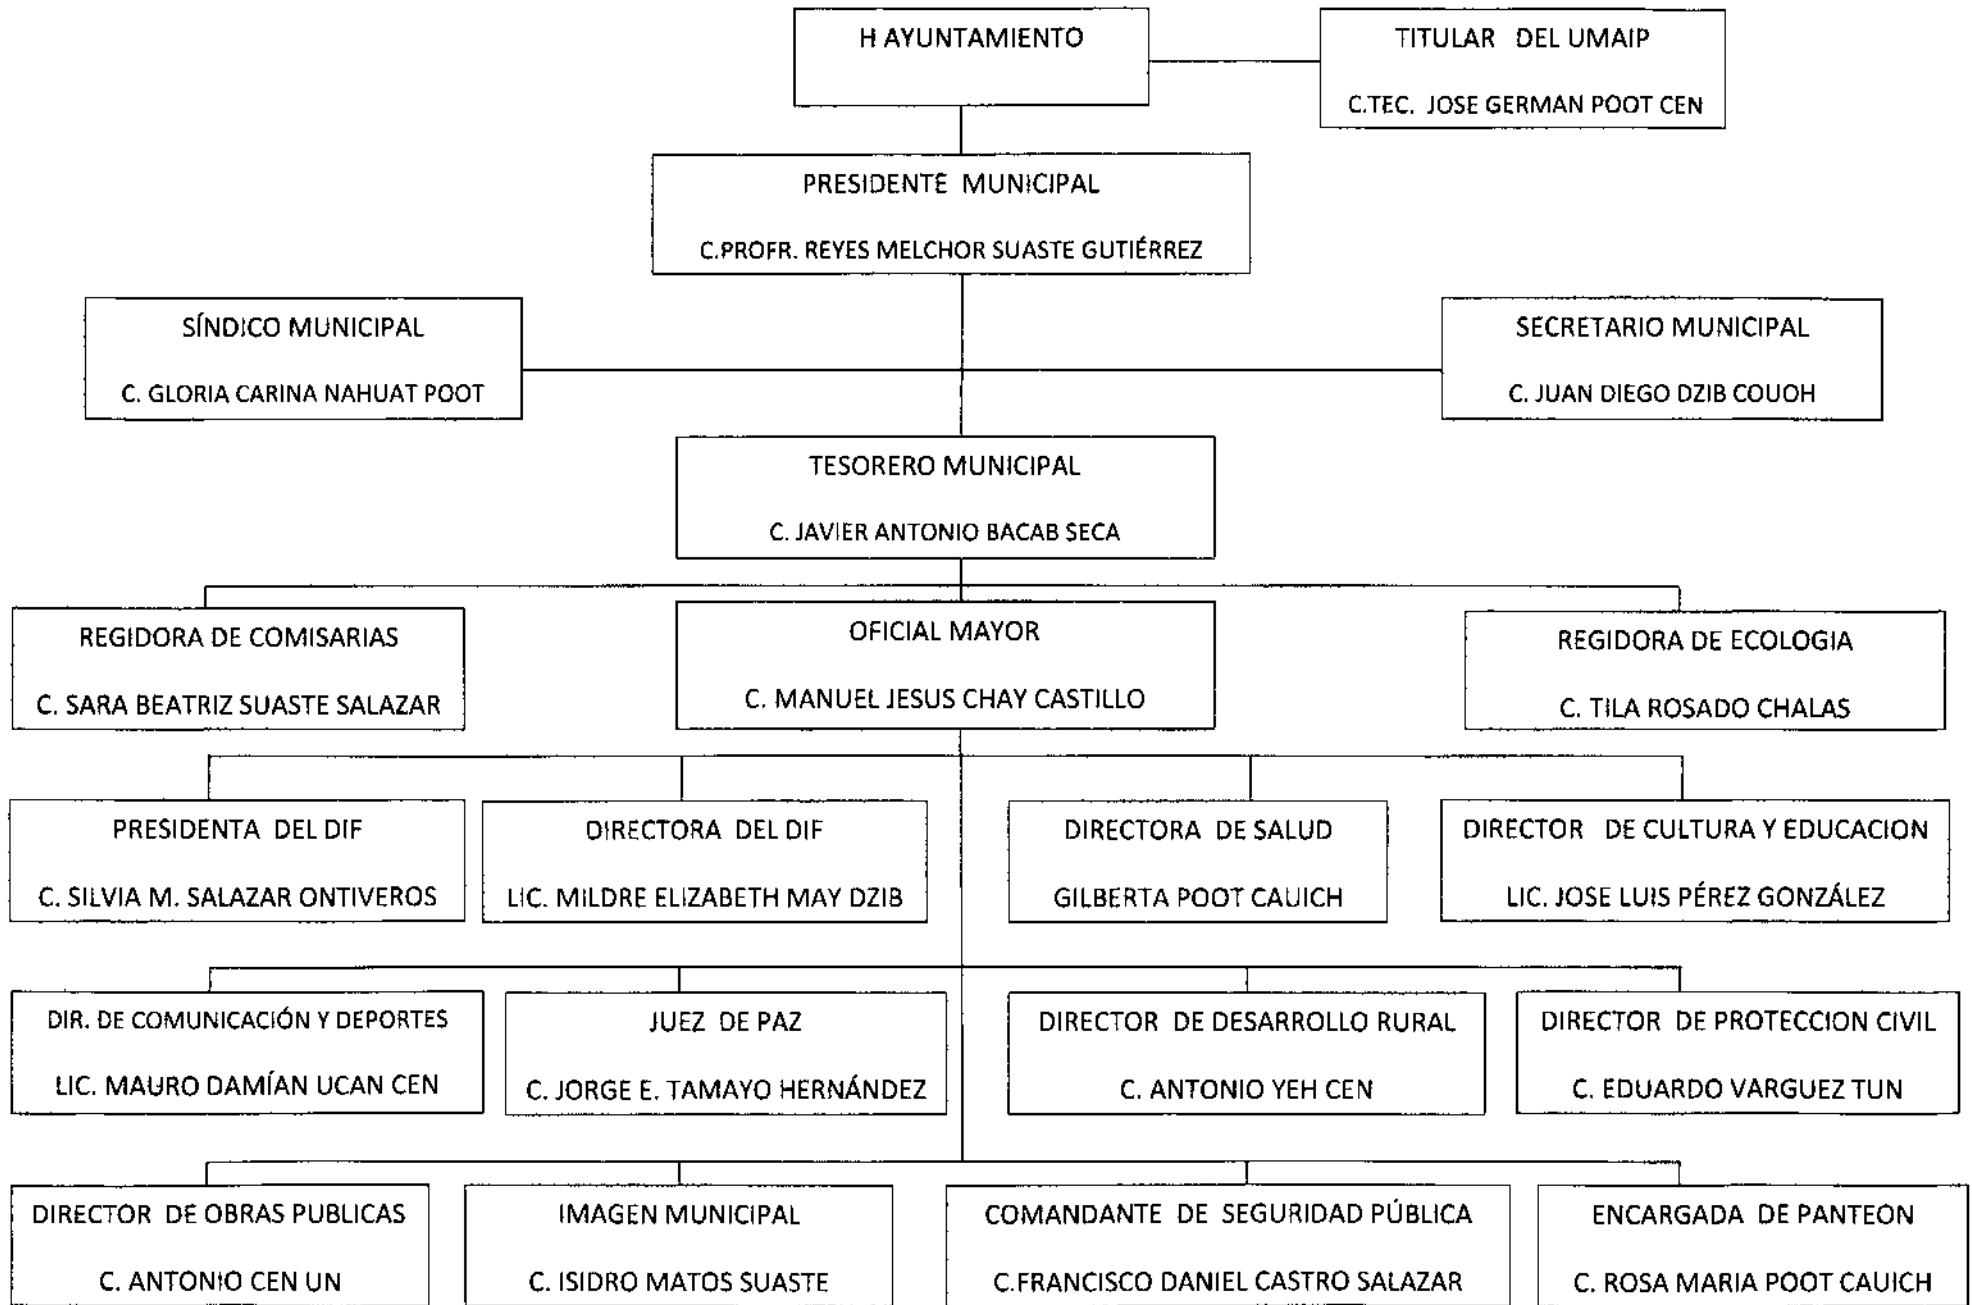 H AYUNTAMIENTO
TITULAR DEL UMAIP
C.TEC. JOSE GERMAN POOT CEN
PRESIDENTE MUNICIPAL
C.PROFR. REYES MELCHOR SUASTE GUTIÉRREZ
SÍNDICO MUNICIPAL
C. GLORIA CARINA NAHUAT POOT
SECRETARIO MUNICIPAL
C. JUAN DIEGO DZIB COUOH
TESORERO MUNICIPAL
C. JAVIER ANTONIO BACAB SECA
REGIDORA DE COMISARIAS
C. SARA BEATRIZ SUASTE SALAZAR
OFICIAL MAYOR
C. MANUEL JESUS CHAY CASTILLO
REGIDORA DE ECOLOGIA
C. TILA ROSADO CHALAS
PRESIDENTA DEL DIF
C. SILVIA M. SALAZAR ONTIVEROS
DIRECTORA DEL DIF
LIC. MILDRE ELIZABETH MAY DZIB
DIRECTORA DE SALUD
GILBERTA POOT CAUICH
DIRECTOR DE CULTURA Y EDUCACION
LIC. JOSE LUIS PÉREZ GONZÁLEZ
DIR. DE COMUNICACIÓN Y DEPORTES
LIC. MAURO DAMÍAN UCAN CEN
JUEZ DE PAZ
C. JORGE E. TAMAYO HERNÁNDEZ
DIRECTOR DE DESARROLLO RURAL
C. ANTONIO YEH CEN
DIRECTOR DE PROTECCION CIVIL
C. EDUARDO VARGUEZ TUN
DIRECTOR DE OBRAS PUBLICAS
C. ANTONIO CEN UN
IMAGEN MUNICIPAL
C. ISIDRO MATOS SUASTE
COMANDANTE DE SEGURIDAD PÚBLICA
C.FRANCISCO DANIEL CASTRO SALAZAR
ENCARGADA DE PANTEON
C. ROSA MARIA POOT CAUICH